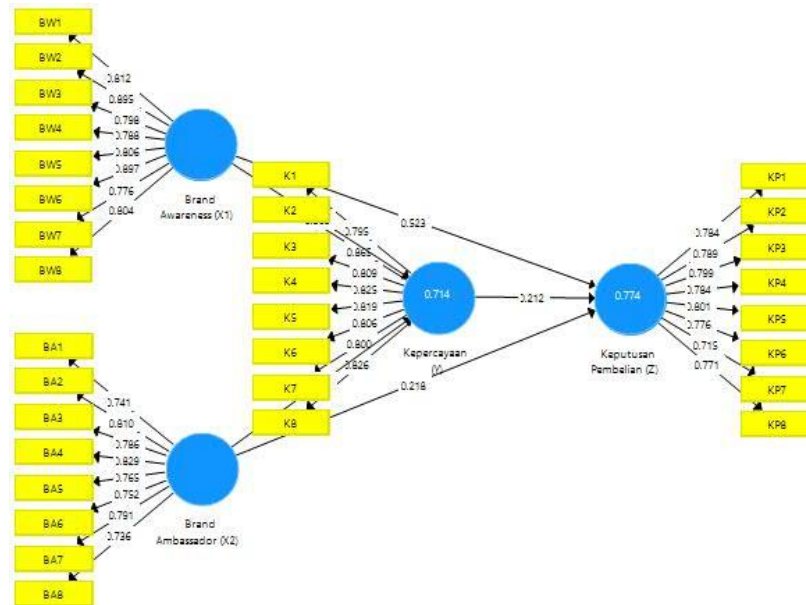 BW1
BW2
BW3
BW4
BW5
BW6
BW7
BW8
0.812
0.895
0.798
0.788
0.806
0.897
0.776
0.804
Brand
Awareness (X1)
BA1
BA2
BA3
BA4
BA5
BA6
BA7
BA8
0.741
0.810
0.786
0.829
0.765
0.752
0.791
0.736
Brand
Ambassador (X2)
K1
K2
K3
K4
K5
K6
K7
K8
0.795
0.865
0.809
0.825
0.819
0.806
0.800
0.826
0.714
Kepercayaan
(Y)
0.523
0.212
0.218
0.774
Keputusan
Pembelian (Z)
0.784
0.789
0.799
0.784
0.801
0.776
0.715
0.771
KP1
KP2
KP3
KP4
KP5
KP6
KP7
KP8